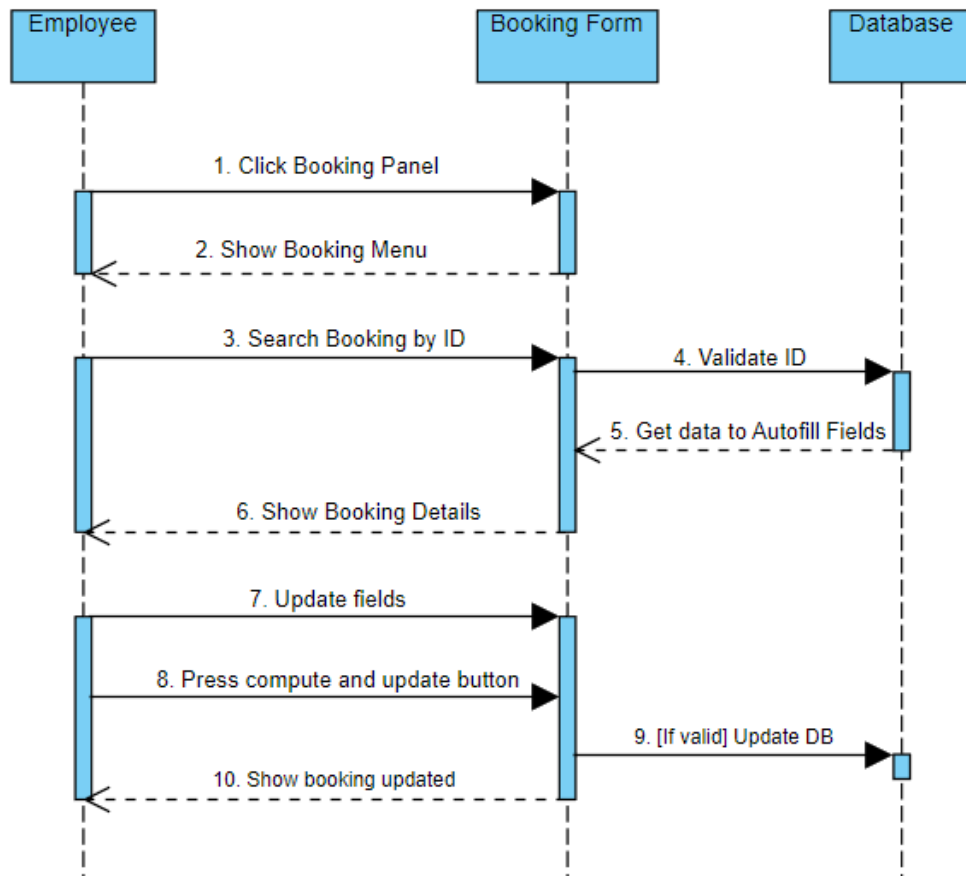 Employee
Booking Form
Database
1. Click Booking Panel
2. Show Booking Menu
3. Search Booking by ID
4. Validate ID
5. Get data to Autofill Fields
6. Show Booking Details
7. Update fields
8. Press compute and update button
9. [If valid] Update DB
10. Show booking updated